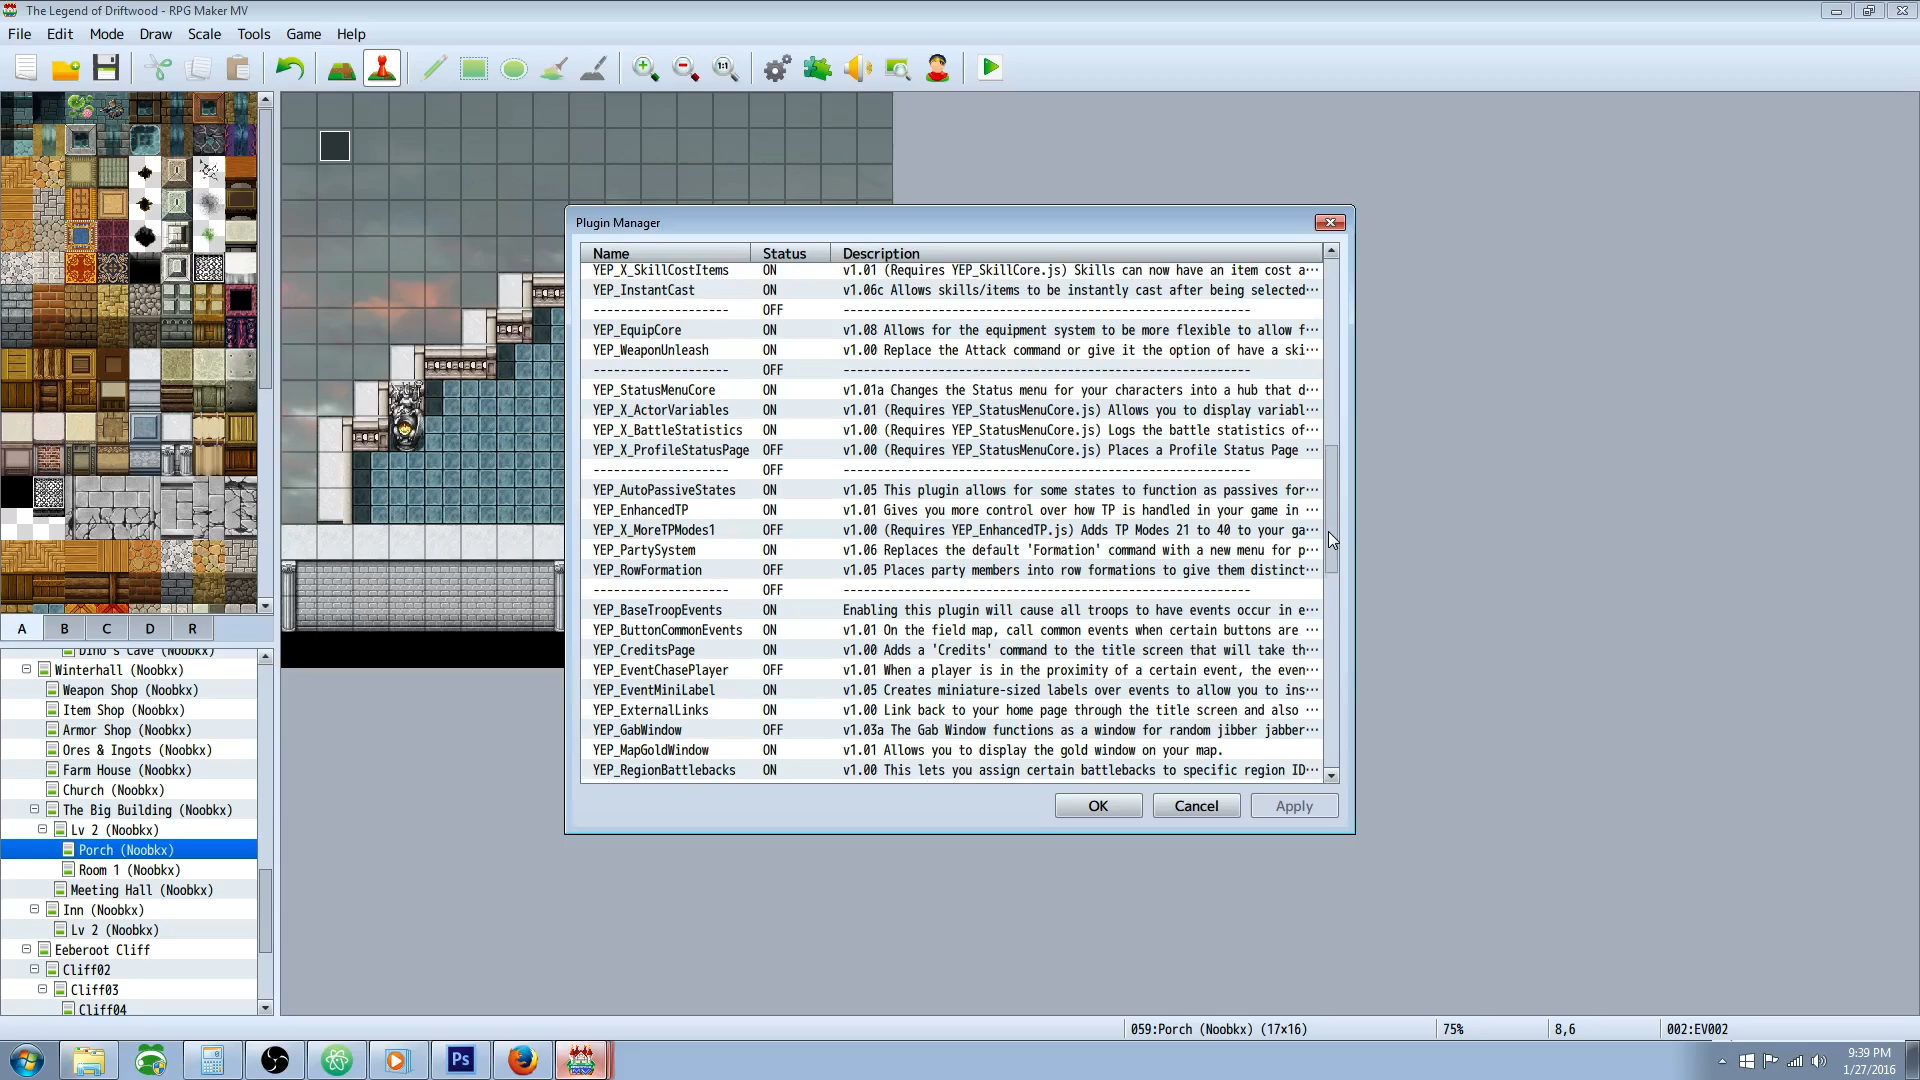 The Legend of Driftwood - RPG Maker MV
File Edit Mode Draw Scale Tools Game Help
1:1
Plugin Manager
Name Status Description
YEP_X_SkillCostItems ON v1.01 (Requires YEP_SkillCore.js) Skills can now have an item cost a···
YEP_InstantCast ON v1.06c Allows skills/items to be instantly cast after being selected···
-------------------- OFF ------------------------------------------------------------
YEP_EquipCore ON v1.08 Allows for the equipment system to be more flexible to allow f···
YEP_WeaponUnleash ON v1.00 Replace the Attack command or give it the option of have a ski···
-------------------- OFF ------------------------------------------------------------
YEP_StatusMenuCore ON v1.01a Changes the Status menu for your characters into a hub that d···
YEP_X_ActorVariables ON v1.01 (Requires YEP_StatusMenuCore.js) Allows you to display variabl···
YEP_X_BattleStatistics ON v1.00 (Requires YEP_StatusMenuCore.js) Logs the battle statistics of···
YEP_X_ProfileStatusPage OFF v1.00 (Requires YEP_StatusMenuCore.js) Places a Profile Status Page ···
-------------------- OFF ------------------------------------------------------------
YEP_AutoPassiveStates ON v1.05 This plugin allows for some states to function as passives for···
YEP_EnhancedTP ON v1.01 Gives you more control over how TP is handled in your game in ···
YEP_X_MoreTPModes1 OFF v1.00 (Requires YEP_EnhancedTP.js) Adds TP Modes 21 to 40 to your ga···
YEP_PartySystem ON v1.06 Replaces the default 'Formation' command with a new menu for p···
YEP_RowFormation OFF v1.05 Places party members into row formations to give them distinct···
-------------------- OFF ------------------------------------------------------------
YEP_BaseTroopEvents ON Enabling this plugin will cause all troops to have events occur in e···
YEP_ButtonCommonEvents ON v1.01 On the field map, call common events when certain buttons are ···
YEP_CreditsPage ON v1.00 Adds a 'Credits' command to the title screen that will take th···
YEP_EventChasePlayer OFF v1.01 When a player is in the proximity of a certain event, the even···
YEP_EventMiniLabel ON v1.05 Creates miniature-sized labels over events to allow you to ins···
YEP_ExternalLinks ON v1.00 Link back to your home page through the title screen and also ···
YEP_GabWindow OFF v1.03a The Gab Window functions as a window for random jibber jabber···
YEP_MapGoldWindow ON v1.01 Allows you to display the gold window on your map.
YEP_RegionBattlebacks ON v1.00 This lets you assign certain battlebacks to specific region ID···
OK Cancel Apply
A B C D R
Dino's Cave (Noobkx)
Winterhall (Noobkx)
Weapon Shop (Noobkx)
Item Shop (Noobkx)
Armor Shop (Noobkx)
Ores & Ingots (Noobkx)
Farm House (Noobkx)
Church (Noobkx)
The Big Building (Noobkx)
Lv 2 (Noobkx)
Porch (Noobkx)
Room 1 (Noobkx)
Meeting Hall (Noobkx)
Inn (Noobkx)
Lv 2 (Noobkx)
Eeberoot Cliff
Cliff02
Cliff03
Cliff04
059:Porch (Noobkx) (17x16) 75% 8,6 002:EV002
Ps
9:39 PM
1/27/2016